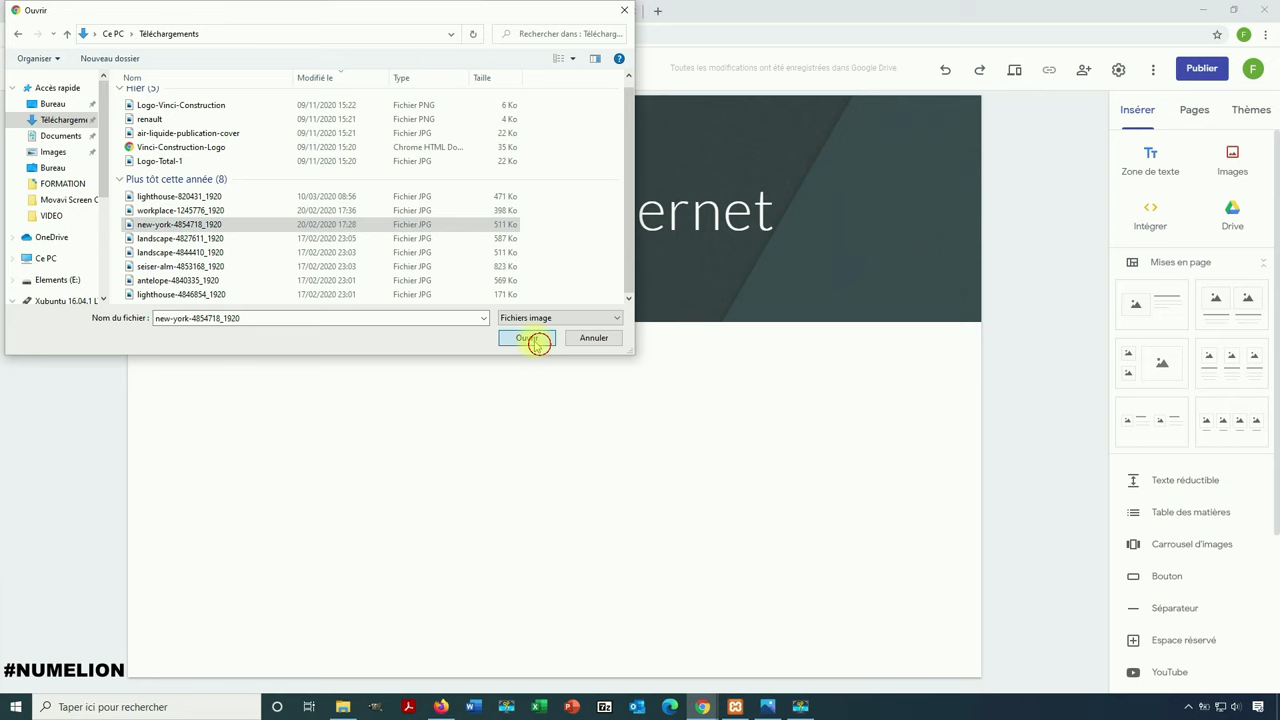 Ouvrir
Ce PC > Téléchargements
Rechercher dans : Télécharg...
Organiser
Nouveau dossier
Nom
Modifié le
Type
Taille
Accès rapide
Bureau
Téléchargeme
Documents
Images
Bureau
FORMATION
Movavi Screen C
VIDEO
OneDrive
Ce PC
Elements (E:)
Xubuntu 16.04.1 L
Hier (5)
Logo-Vinci-Construction 09/11/2020 15:22 Fichier PNG 6 Ko
renault 09/11/2020 15:21 Fichier PNG 4 Ko
air-liquide-publication-cover 09/11/2020 15:21 Fichier JPG 22 Ko
Vinci-Construction-Logo 09/11/2020 15:20 Chrome HTML Do... 35 Ko
Logo-Total-1 09/11/2020 15:20 Fichier JPG 22 Ko
Plus tôt cette année (8)
lighthouse-820431_1920 10/03/2020 08:56 Fichier JPG 471 Ko
workplace-1245776_1920 20/02/2020 17:36 Fichier JPG 398 Ko
new-york-4854718_1920 20/02/2020 17:28 Fichier JPG 511 Ko
landscape-4827611_1920 17/02/2020 23:05 Fichier JPG 587 Ko
landscape-4844410_1920 17/02/2020 23:03 Fichier JPG 511 Ko
seiser-alm-4853168_1920 17/02/2020 23:03 Fichier JPG 823 Ko
antelope-4840335_1920 17/02/2020 23:01 Fichier JPG 569 Ko
lighthouse-4846854_1920 17/02/2020 23:01 Fichier JPG 171 Ko
Nom du fichier : new-york-4854718_1920
Fichiers image
Ouvrir
Annuler
F
Toutes les modifications ont été enregistrées dans Google Drive.
Publier
F
ernet
Insérer
Pages
Thèmes
Zone de texte
Images
Intégrer
Drive
Mises en page
Texte réductible
Table des matières
Carrousel d'images
Bouton
Séparateur
Espace réservé
YouTube
#NUMELION
Taper ici pour rechercher